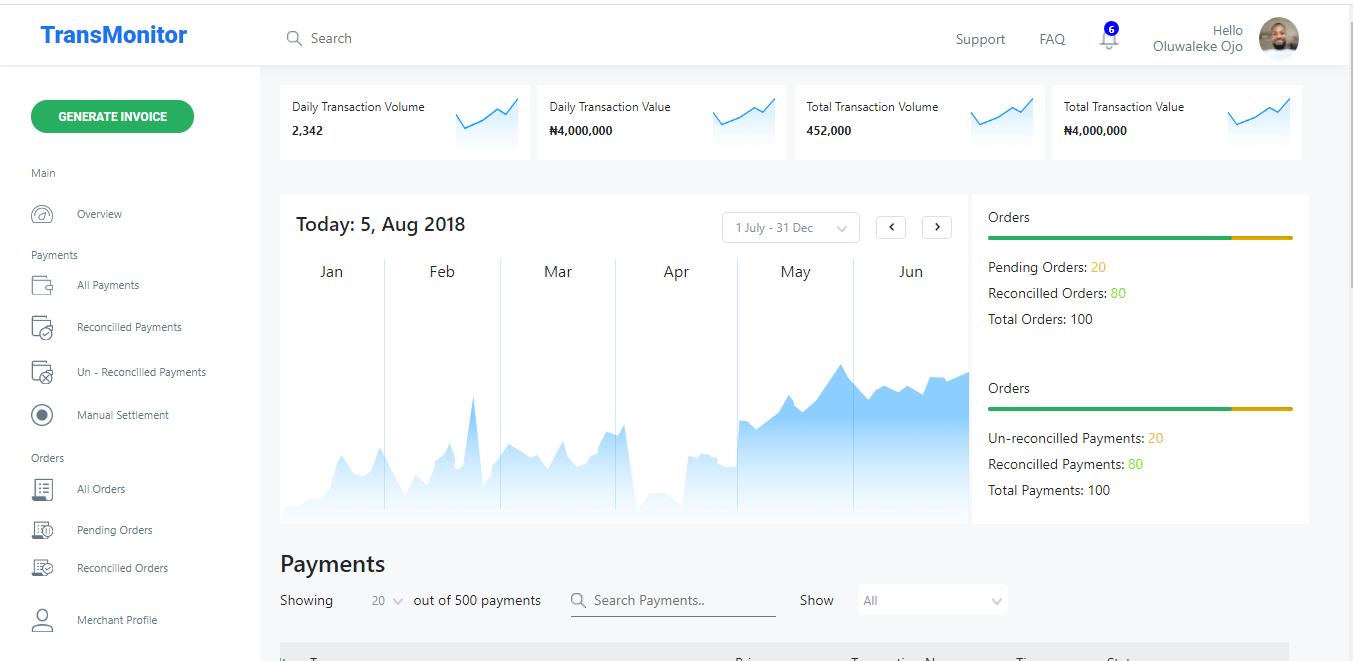 TransMonitor
Search
Support
FAQ
6
Hello
Oluwaleke Ojo
GENERATE INVOICE
Main
Overview
Payments
All Payments
Reconcilled Payments
Un - Reconcilled Payments
Manual Settlement
Orders
All Orders
Pending Orders
Reconcilled Orders
Merchant Profile
Daily Transaction Volume
2,342
Daily Transaction Value
₦4,000,000
Total Transaction Volume
452,000
Total Transaction Value
₦4,000,000
Today: 5, Aug 2018
1 July - 31 Dec
Jan
Feb
Mar
Apr
May
Jun
Orders
Pending Orders: 20
Reconcilled Orders: 80
Total Orders: 100
Orders
Un-reconcilled Payments: 20
Reconcilled Payments: 80
Total Payments: 100
Payments
Showing 20 out of 500 payments
Search Payments..
Show
All